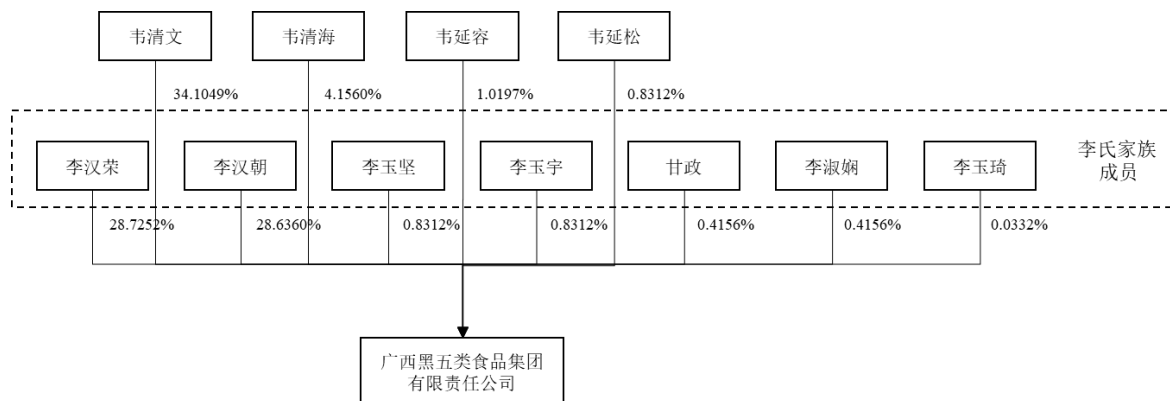 韦清文
韦清海
韦延容
韦延松
34.1049%
4.1560%
1.0197%
0.8312%
李汉荣
李汉朝
李玉坚
李玉宇
甘政
李淑娴
李玉琦
李氏家族
成员
28.7252%
28.6360%
0.8312%
0.8312%
0.4156%
0.4156%
0.0332%
广西黑五类食品集团
有限责任公司